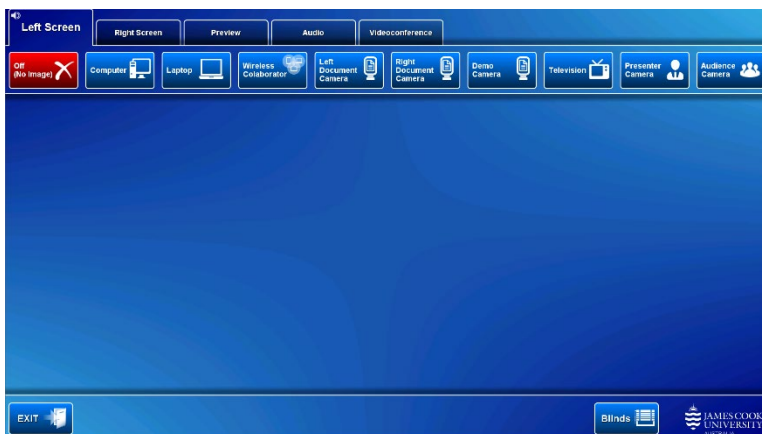 Left Screen
Right Screen
Preview
Audio
Videoconference
Off
(No Image)
Computer
Laptop
Wireless
Colaborator
Left
Document
Camera
Right
Document
Camera
Demo
Camera
Television
Presenter
Camera
Audience
Camera
EXIT
Blinds
JAMES COOK
UNIVERSITY
AUSTRALIA